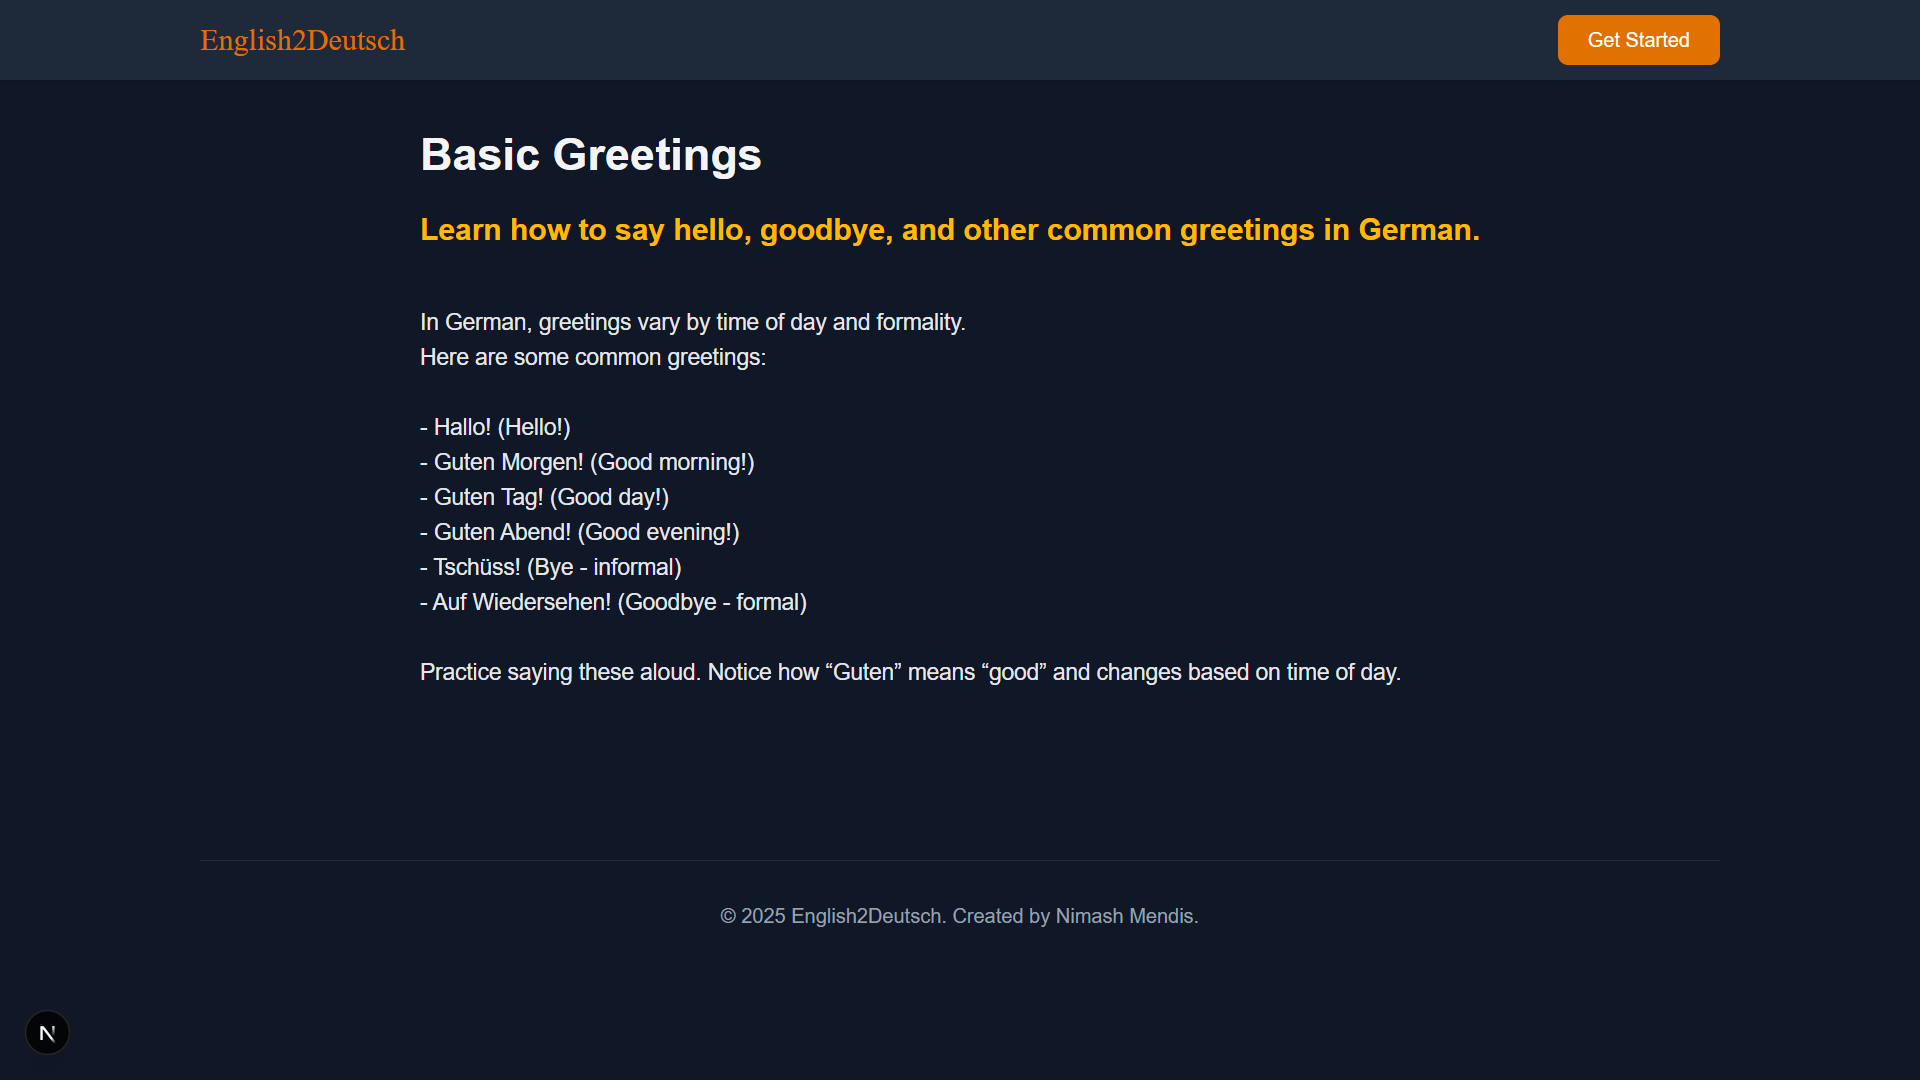 English2Deutsch
Get Started
Basic Greetings
Learn how to say hello, goodbye, and other common greetings in German.
In German, greetings vary by time of day and formality.
Here are some common greetings:
- Hallo! (Hello!)
- Guten Morgen! (Good morning!)
- Guten Tag! (Good day!)
- Guten Abend! (Good evening!)
- Tschüss! (Bye - informal)
- Auf Wiedersehen! (Goodbye - formal)
Practice saying these aloud. Notice how “Guten” means “good” and changes based on time of day.
© 2025 English2Deutsch. Created by Nimash Mendis.
N